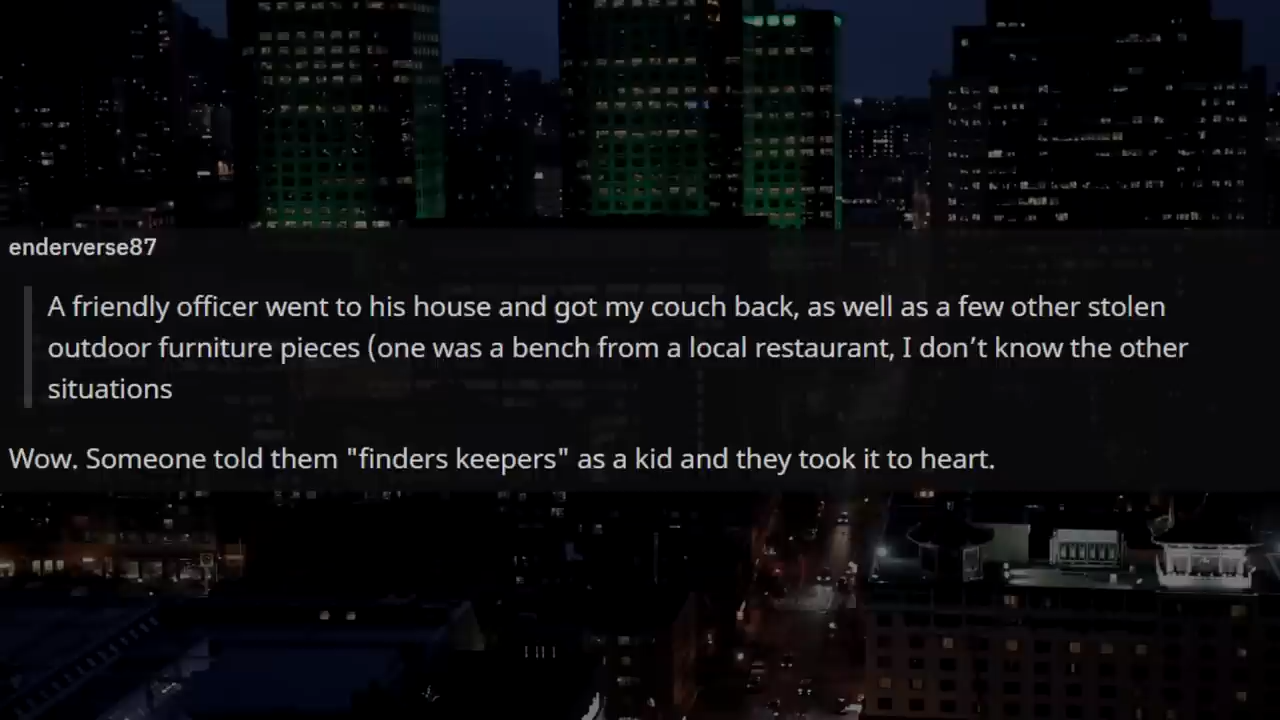 enderverse87
A friendly officer went to his house and got my couch back, as well as a few other stolen
outdoor furniture pieces (one was a bench from a local restaurant, I don’t know the other
situations
Wow. Someone told them "finders keepers" as a kid and they took it to heart.